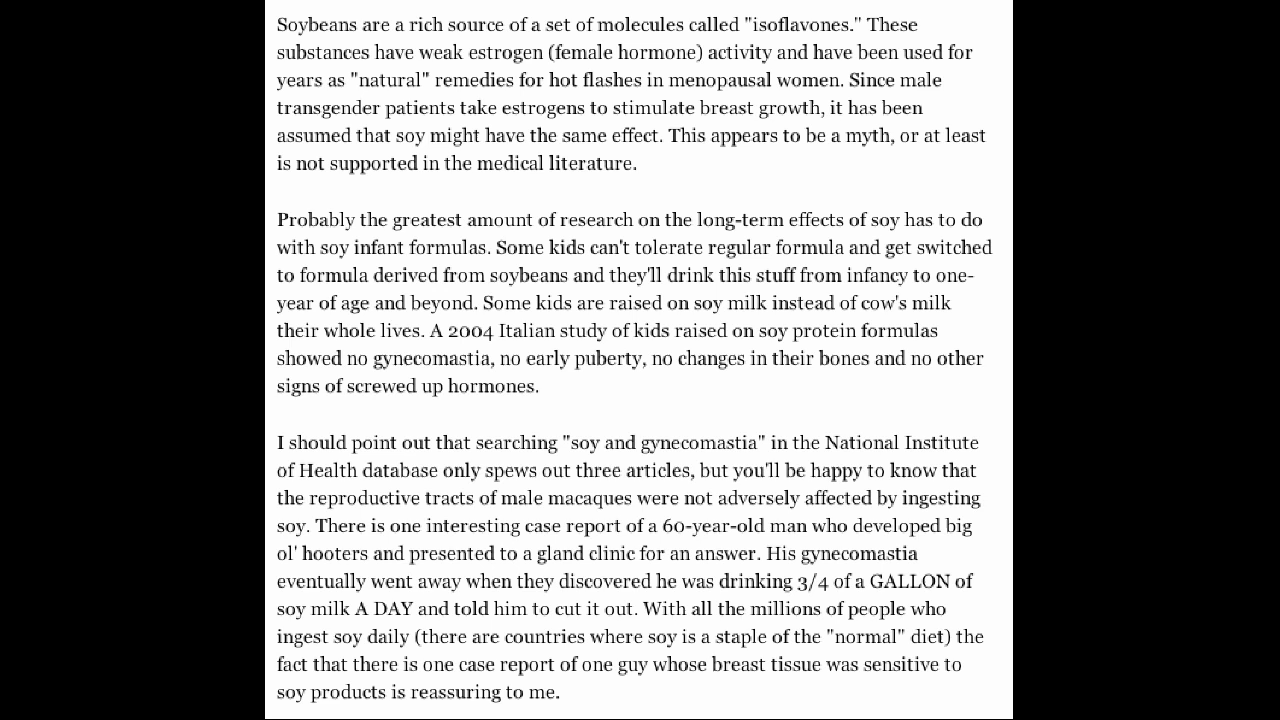 Soybeans are a rich source of a set of molecules called "isoflavones." These
substances have weak estrogen (female hormone) activity and have been used for
years as "natural" remedies for hot flashes in menopausal women. Since male
transgender patients take estrogens to stimulate breast growth, it has been
assumed that soy might have the same effect. This appears to be a myth, or at least
is not supported in the medical literature.
Probably the greatest amount of research on the long-term effects of soy has to do
with soy infant formulas. Some kids can't tolerate regular formula and get switched
to formula derived from soybeans and they'll drink this stuff from infancy to one-
year of age and beyond. Some kids are raised on soy milk instead of cow's milk
their whole lives. A 2004 Italian study of kids raised on soy protein formulas
showed no gynecomastia, no early puberty, no changes in their bones and no other
signs of screwed up hormones.
I should point out that searching "soy and gynecomastia" in the National Institute
of Health database only spews out three articles, but you'll be happy to know that
the reproductive tracts of male macaques were not adversely affected by ingesting
soy. There is one interesting case report of a 60-year-old man who developed big
ol' hooters and presented to a gland clinic for an answer. His gynecomastia
eventually went away when they discovered he was drinking 3/4 of a GALLON of
soy milk A DAY and told him to cut it out. With all the millions of people who
ingest soy daily (there are countries where soy is a staple of the "normal" diet) the
fact that there is one case report of one guy whose breast tissue was sensitive to
soy products is reassuring to me.